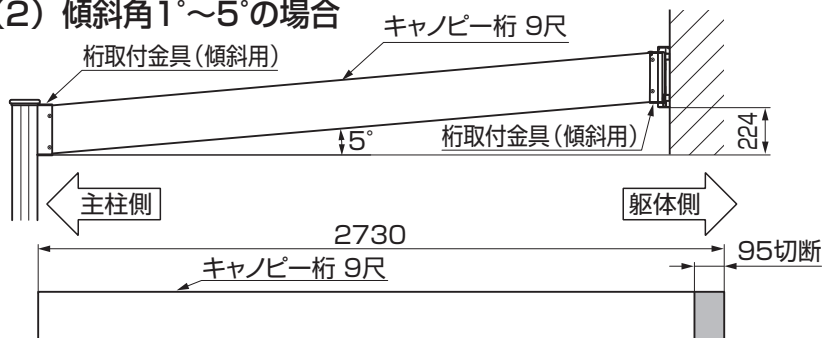 (2) 傾斜角1°～5°の場合
キャノピー桁 9尺
桁取付金具（傾斜用）
5°
桁取付金具（傾斜用）
224
主柱側
躯体側
2730
95切断
キャノピー桁 9尺